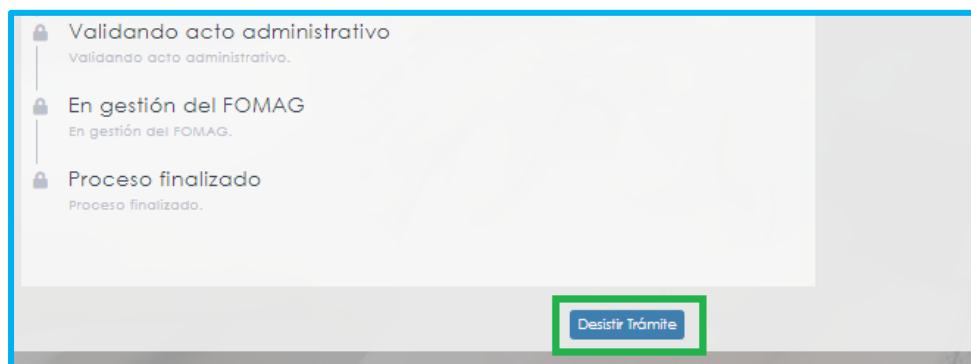 Validando acto administrativo
Validando acto administrativo.
En gestión del FOMAG
En gestión del FOMAG.
Proceso finalizado
Proceso finalizado.
Desistir Trámite